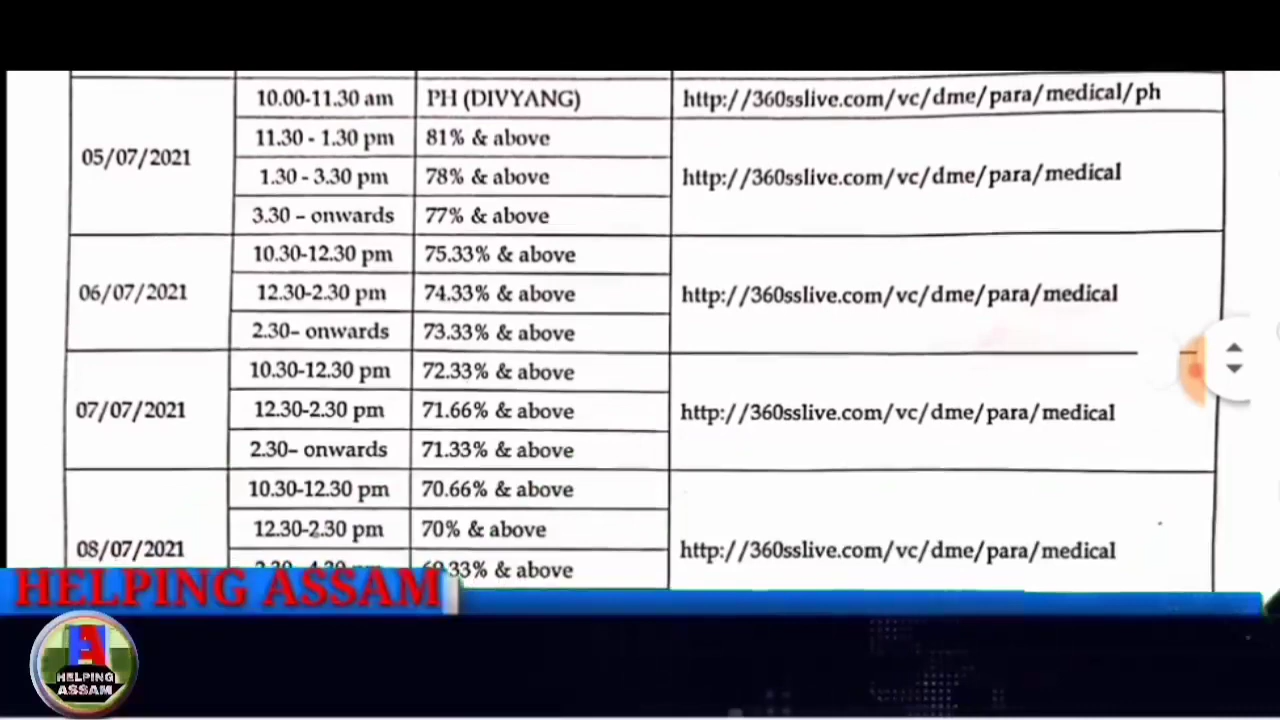 10.00-11.30 am PH (DIVYANG) http://360sslive.com/vc/dme/para/medical/ph
05/07/2021 11.30 - 1.30 pm 81% & above http://360sslive.com/vc/dme/para/medical
1.30 - 3.30 pm 78% & above
3.30 – onwards 77% & above
10.30-12.30 pm 75.33% & above
06/07/2021 12.30-2.30 pm 74.33% & above http://360sslive.com/vc/dme/para/medical
2.30– onwards 73.33% & above
10.30-12.30 pm 72.33% & above
07/07/2021 12.30-2.30 pm 71.66% & above http://360sslive.com/vc/dme/para/medical
2.30– onwards 71.33% & above
10.30-12.30 pm 70.66% & above
12.30-2.30 pm 70% & above
08/07/2021 http://360sslive.com/vc/dme/para/medical
69.33% & above
HELPING ASSAM
HELPING
ASSAM